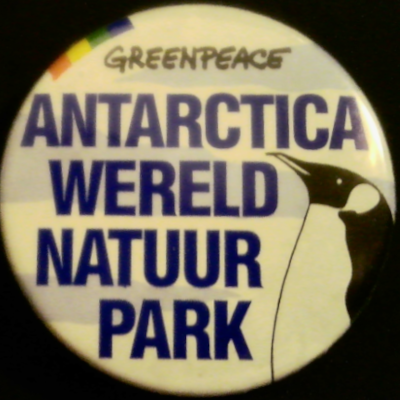 GREENPEACE
ANTARCTICA
WERELD
NATUUR
PARK